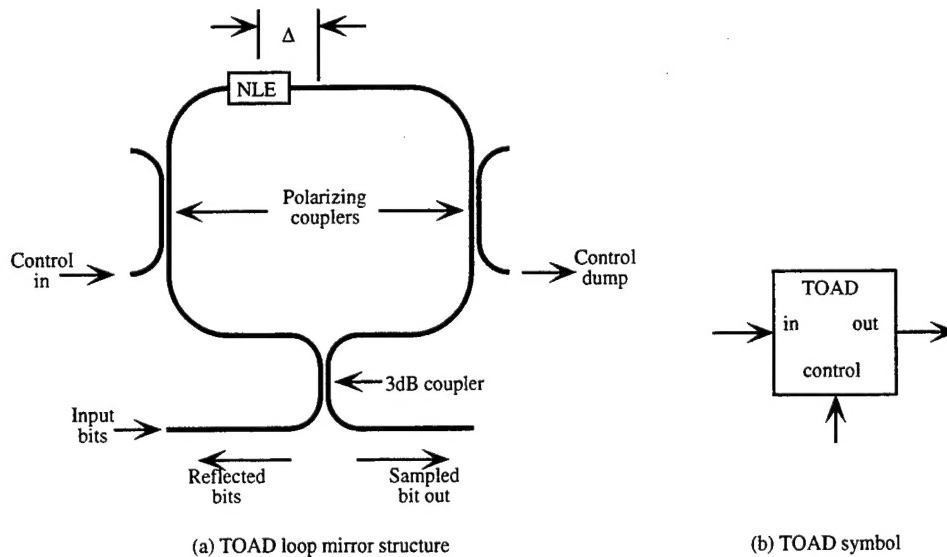 Δ
NLE
Polarizing
couplers
Control
in
Control
dump
3dB coupler
Input
bits
Reflected
bits
Sampled
bit out
(a) TOAD loop mirror structure
TOAD
in out
control
(b) TOAD symbol